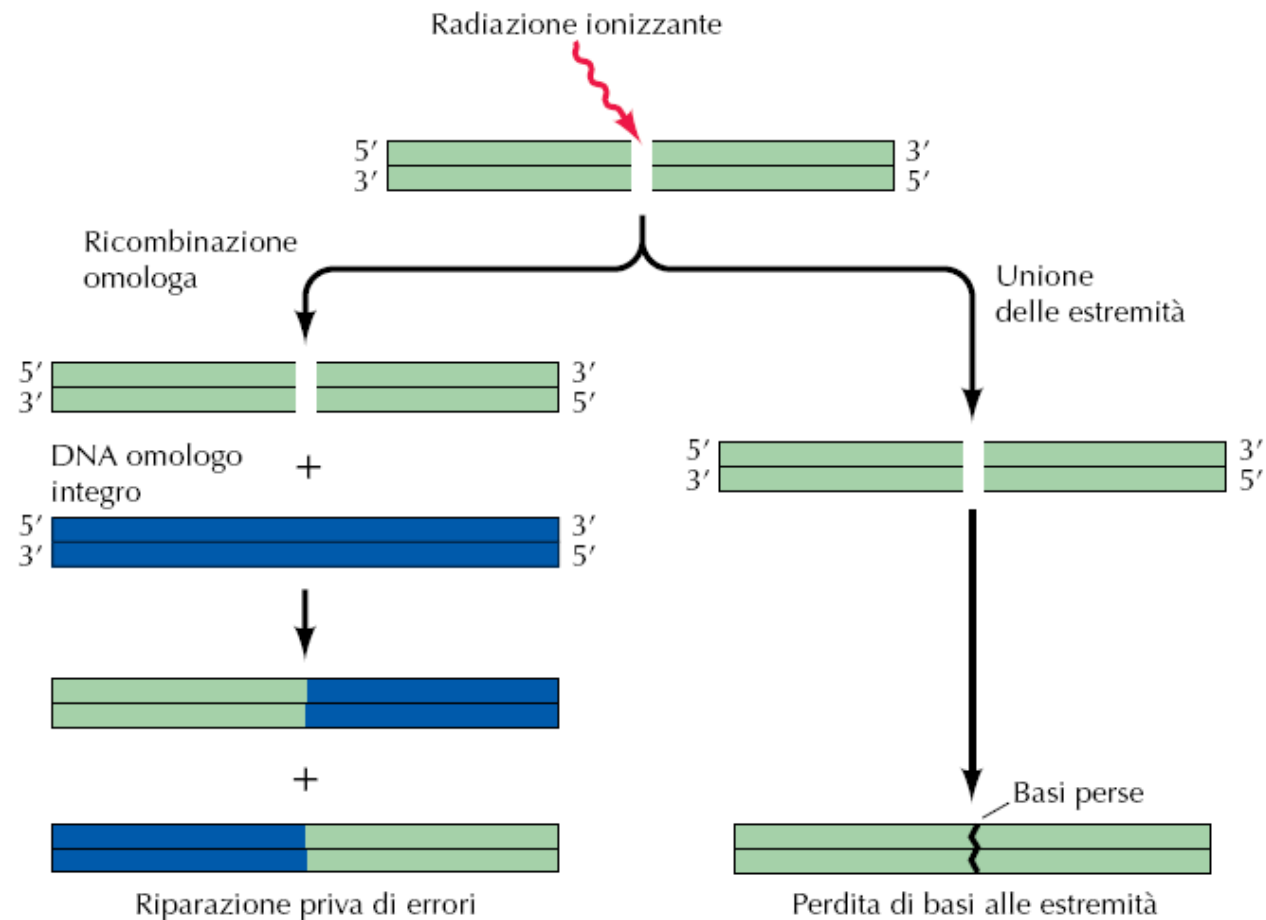 Radiazione ionizzante
5′ 3′
3′ 5′
Ricombinazione
omologa
5′ 3′
3′ 5′
DNA omologo
integro
+
5′ 3′
3′ 5′
+
Riparazione priva di errori
Unione
delle estremità
5′ 3′
3′ 5′
Basi perse
Perdita di basi alle estremità